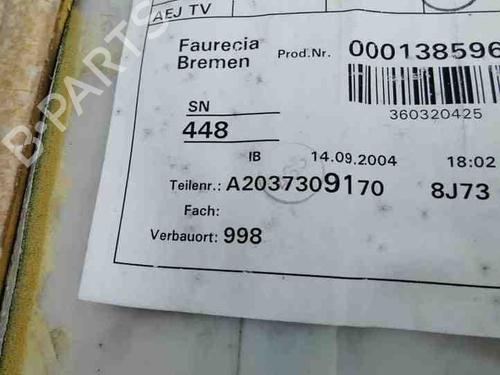 AEJ TV
Faurecia
Bremen
Prod.Nr. 000138596
360320425
SN
448
IB 14.09.2004 18:02
Teilenr.: A2037309170 8J73
Fach:
Verbauort: 998
B-PARTS